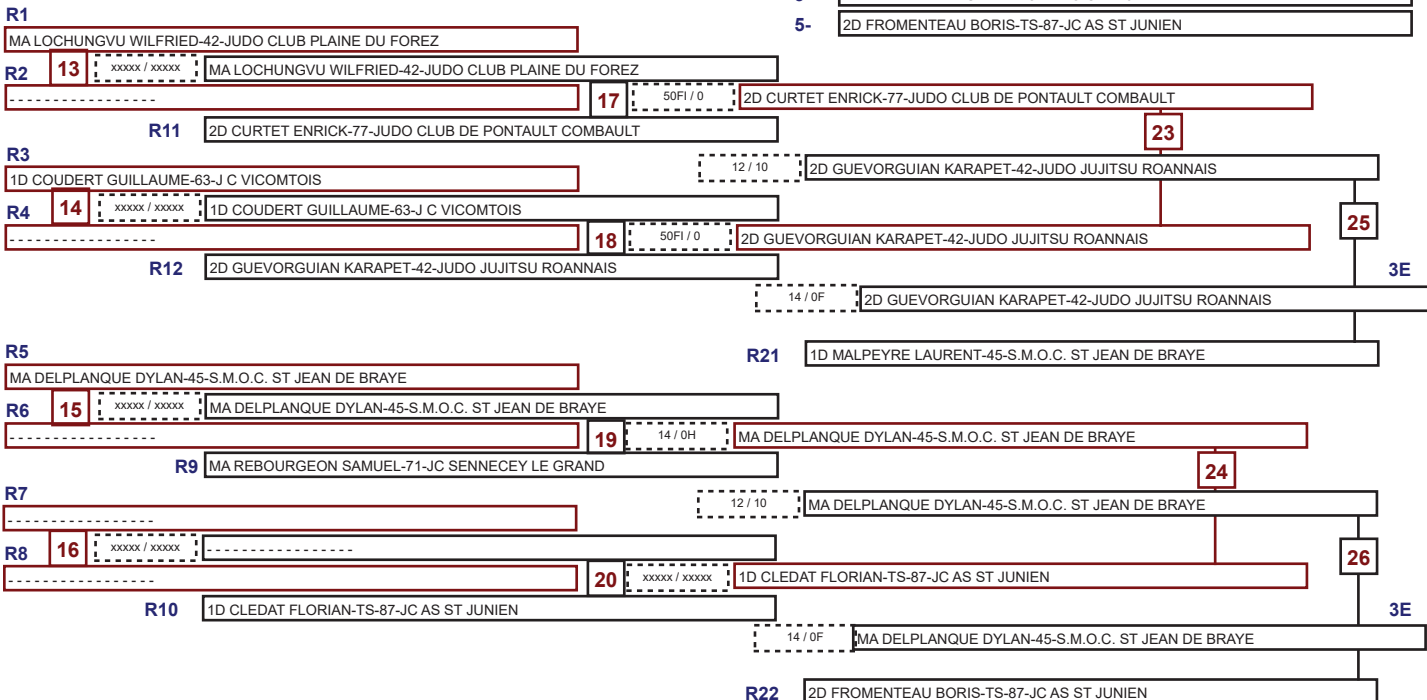 5- 2D FROMENTEAU BORIS-TS-87-JC AS ST JUNIEN
R1
MA LOCHUNGVU WILFRIED-42-JUDO CLUB PLAINE DU FOREZ
R2 13 xxxxx / xxxxx MA LOCHUNGVU WILFRIED-42-JUDO CLUB PLAINE DU FOREZ
- - - - - - - - - - - - - - - - - 17 50FI / 0 2D CURTET ENRICK-77-JUDO CLUB DE PONTAULT COMBAULT
R11 2D CURTET ENRICK-77-JUDO CLUB DE PONTAULT COMBAULT
23
R3
12 / 10 2D GUEVORGUIAN KARAPET-42-JUDO JUJITSU ROANNAIS
1D COUDERT GUILLAUME-63-J C VICOMTOIS
R4 14 xxxxx / xxxxx 1D COUDERT GUILLAUME-63-J C VICOMTOIS
25
- - - - - - - - - - - - - - - - - 18 50FI / 0 2D GUEVORGUIAN KARAPET-42-JUDO JUJITSU ROANNAIS
R12 2D GUEVORGUIAN KARAPET-42-JUDO JUJITSU ROANNAIS
3E
14 / 0F 2D GUEVORGUIAN KARAPET-42-JUDO JUJITSU ROANNAIS
R21 1D MALPEYRE LAURENT-45-S.M.O.C. ST JEAN DE BRAYE
R5
MA DELPLANQUE DYLAN-45-S.M.O.C. ST JEAN DE BRAYE
R6 15 xxxxx / xxxxx MA DELPLANQUE DYLAN-45-S.M.O.C. ST JEAN DE BRAYE
- - - - - - - - - - - - - - - - - 19 14 / 0H MA DELPLANQUE DYLAN-45-S.M.O.C. ST JEAN DE BRAYE
R9 MA REBOURGEON SAMUEL-71-JC SENNECEY LE GRAND
24
R7
12 / 10 MA DELPLANQUE DYLAN-45-S.M.O.C. ST JEAN DE BRAYE
- - - - - - - - - - - - - - - - -
R8 16 xxxxx / xxxxx - - - - - - - - - - - - - - - - -
26
- - - - - - - - - - - - - - - - - 20 xxxxx / xxxxx 1D CLEDAT FLORIAN-TS-87-JC AS ST JUNIEN
R10 1D CLEDAT FLORIAN-TS-87-JC AS ST JUNIEN
3E
14 / 0F MA DELPLANQUE DYLAN-45-S.M.O.C. ST JEAN DE BRAYE
R22 2D FROMENTEAU BORIS-TS-87-JC AS ST JUNIEN